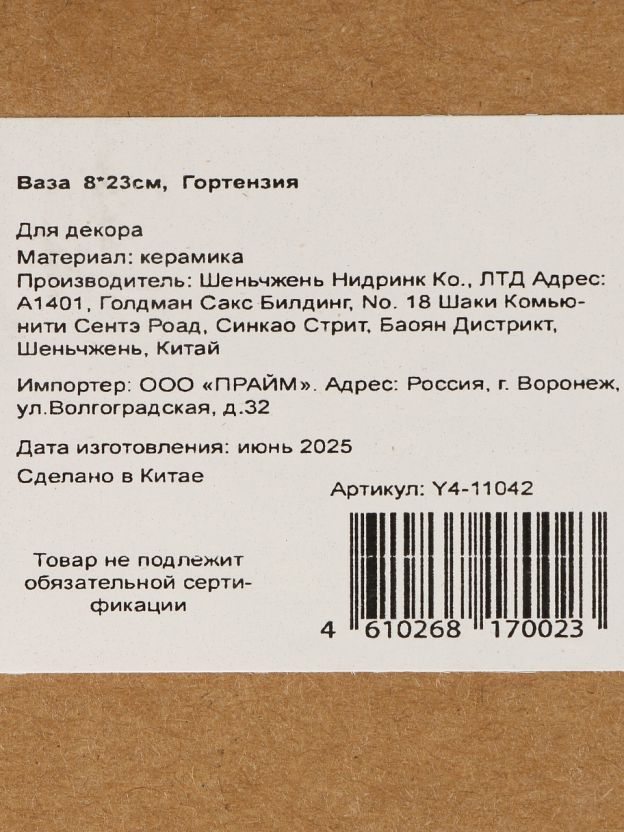 Ваза 8*23см, Гортензия
Для декора
Материал: керамика
Производитель: Шеньчжень Нидринк Ко., ЛТД Адрес:
А1401, Голдман Сакс Билдинг, No. 18 Шаки Комью-
нити Сентэ Роад, Синкао Стрит, Баоян Дистрикт,
Шеньчжень, Китай
Импортер: ООО «ПРАЙМ». Адрес: Россия, г. Воронеж,
ул.Волгоградская, д.32
Дата изготовления: июнь 2025
Сделано в Китае
Артикул: Y4-11042
Товар не подлежит
обязательной серти-
фикации
4 610268 170023